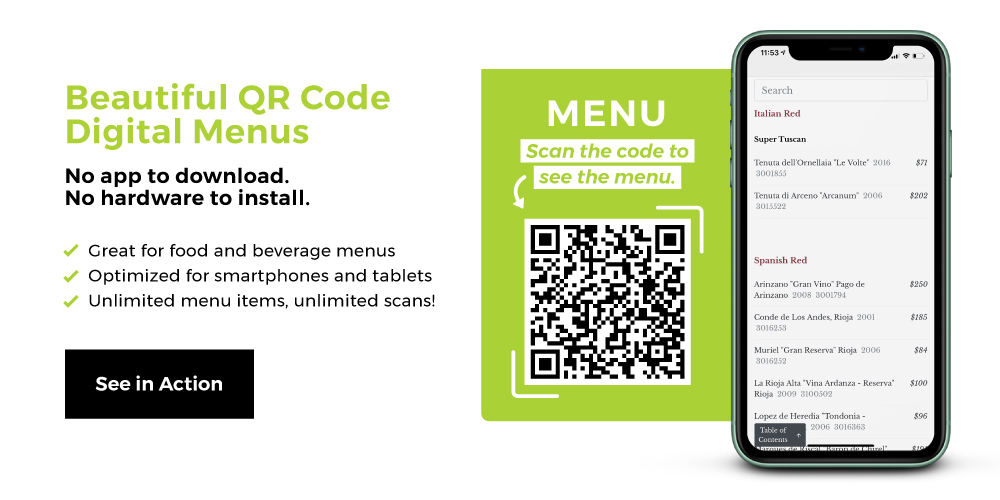 Beautiful QR Code
Digital Menus
No app to download.
No hardware to install.
Great for food and beverage menus
Optimized for smartphones and tablets
Unlimited menu items, unlimited scans!
See in Action
MENU
Scan the code to
see the menu.
11:53
Search
Italian Red
Super Tuscan
Tenuta dell'Ornellaia "Le Volte" 2016 $71
3001855
Tenuta di Arceno "Arcanum" 2006 $202
3015522
Spanish Red
Arinzano "Gran Vino" Pago de $250
Arinzano 2008 3001794
Conde de Los Andes, Rioja 2001 $185
3016253
Muriel "Gran Reserva" Rioja 2006 $84
3016252
La Rioja Alta "Vina Ardanza - Reserva" $100
Rioja 2009 3100502
Lopez de Heredia "Tondonia - $96
2006 3016363
Table of
Contents